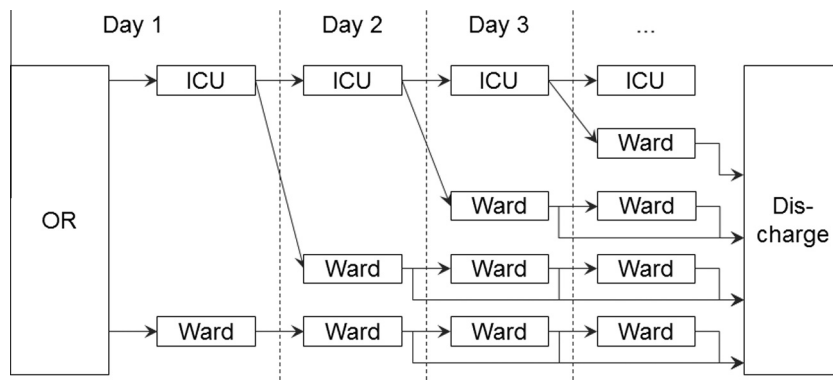 Day 1
Day 2
Day 3
...
ICU
ICU
ICU
ICU
Ward
OR
Ward
Ward
Dis-
charge
Ward
Ward
Ward
Ward
Ward
Ward
Ward